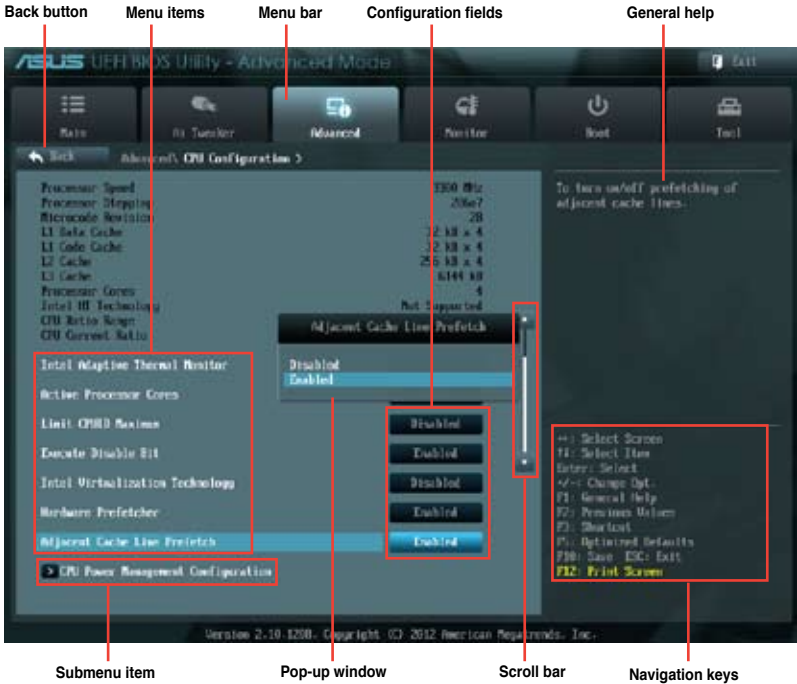 Back button Menu items Menu bar Configuration fields General help
ASUS UEFI BIOS Utility - Advanced Mode Exit
Main Ai Tweaker Advanced Monitor Boot Tool
Back Advanced\ CPU Configuration >
Processor Speed 3300 MHz
Processor Stepping 206a7
Microcode Revision 28
L1 Data Cache 32 kB x 4
L1 Code Cache 32 kB x 4
L2 Cache 256 kB x 4
L3 Cache 6144 kB
Processor Cores 4
Intel HT Technology Not Supported
CPU Ratio Range
CPU Current Ratio
To turn on/off prefetching of
adjacent cache lines.
Adjacent Cache Line Prefetch
Disabled
Enabled
Intel Adaptive Thermal Monitor
Active Processor Cores
Limit CPUID Maximum Disabled
Execute Disable Bit Enabled
Intel Virtualization Technology Disabled
Hardware Prefetcher Enabled
Adjacent Cache Line Prefetch Enabled
> CPU Power Management Configuration
→←: Select Screen
↑↓: Select Item
Enter: Select
+/-: Change Opt.
F1: General Help
F2: Previous Values
F3: Shortcut
F5: Optimized Defaults
F10: Save ESC: Exit
F12: Print Screen
Version 2.10.1208. Copyright (C) 2012 American Megatrends, Inc.
Submenu item Pop-up window Scroll bar Navigation keys